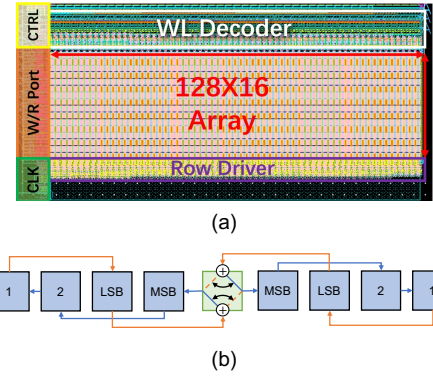 CTRL
WL Decoder
W/R Port
128X16
Array
CLK
Row Driver
(a)
1
2
LSB
MSB
+
+
MSB
LSB
2
1
(b)